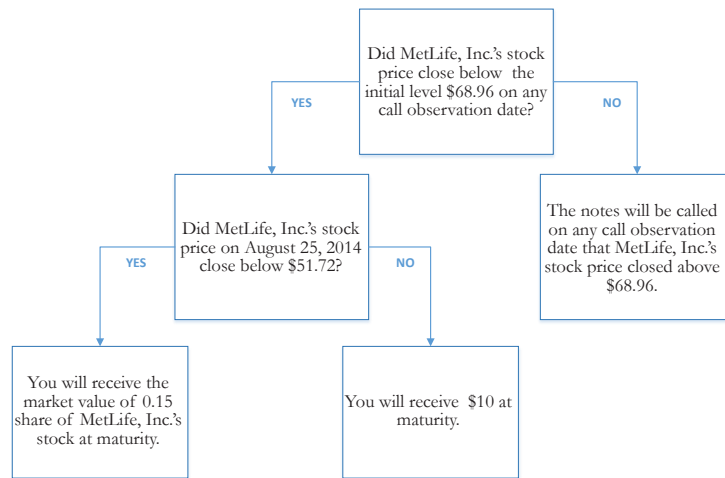 Did MetLife, Inc.'s stock
price close below the
initial level $68.96 on any
call observation date?
YES
NO
Did MetLife, Inc.'s stock
price on August 25, 2014
close below $51.72?
The notes will be called
on any call observation
date that MetLife, Inc.'s
stock price closed above
$68.96.
YES
NO
You will receive the
market value of 0.15
share of MetLife, Inc.'s
stock at maturity.
You will receive $10 at
maturity.